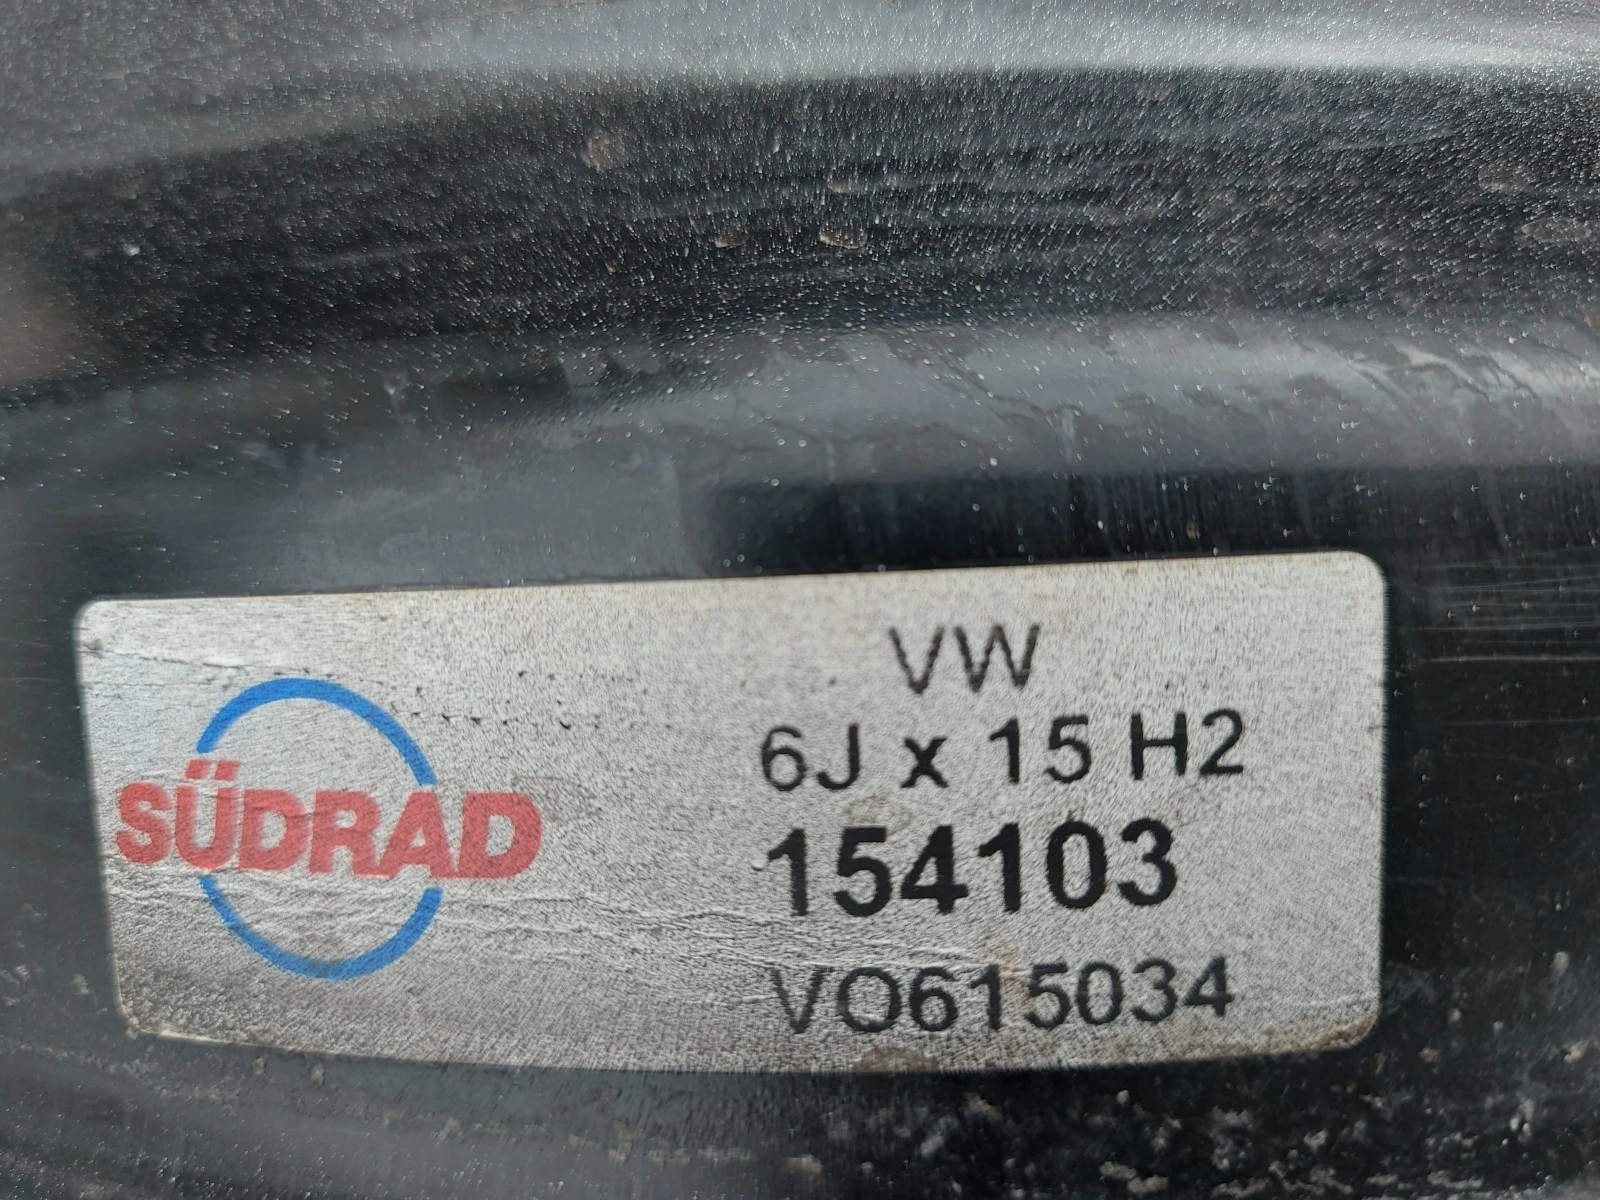 VW
SÜDRAD
6J x 15 H2
154103
VO615034